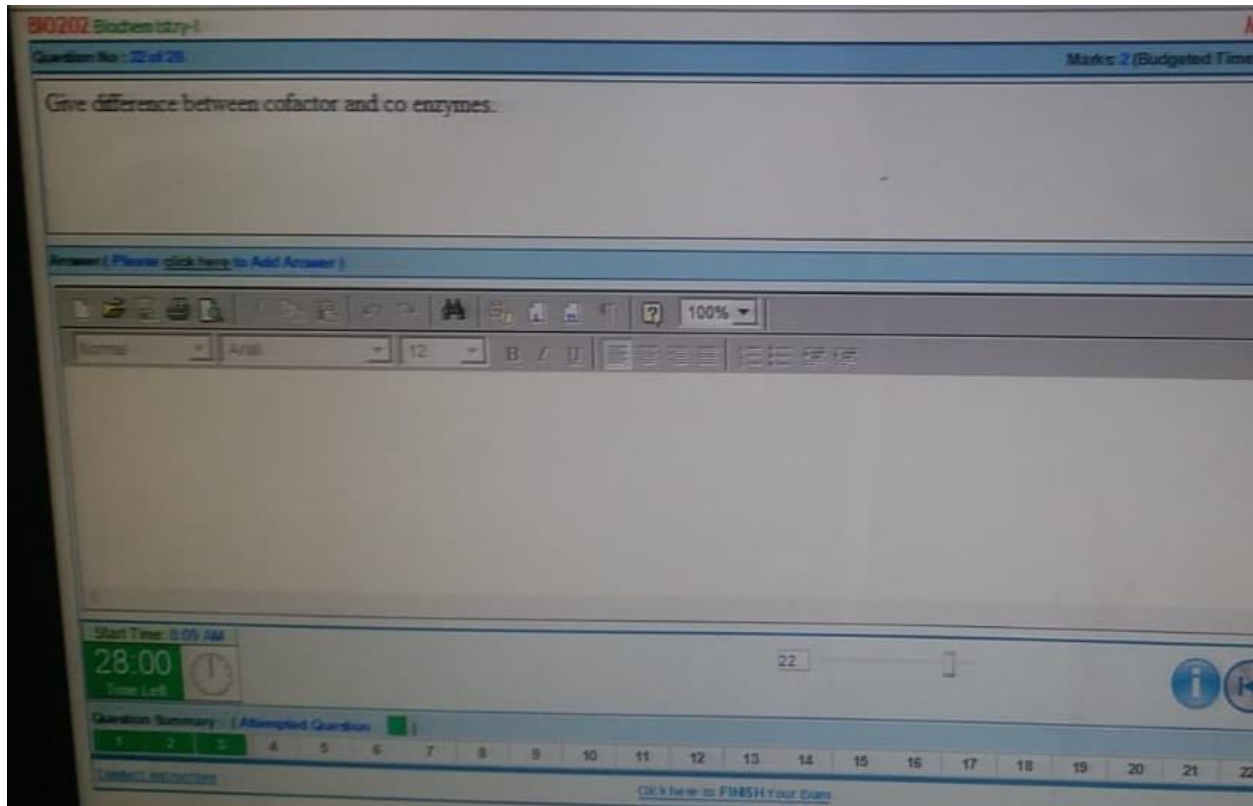 BIO202 Biochemistry-I
Question No : 22 of 26 Marks: 2 (Budgeted Time
Give difference between cofactor and co enzymes.
Answer ( Please click here to Add Answer )
100%
Normal Arial 12 B I U
Start Time: 8:09 AM
28:00
Time Left
22
Question Summary : ( Attempted Question )
1 2 3 4 5 6 7 8 9 10 11 12 13 14 15 16 17 18 19 20 21 22
Click here to FINISH Your Exam